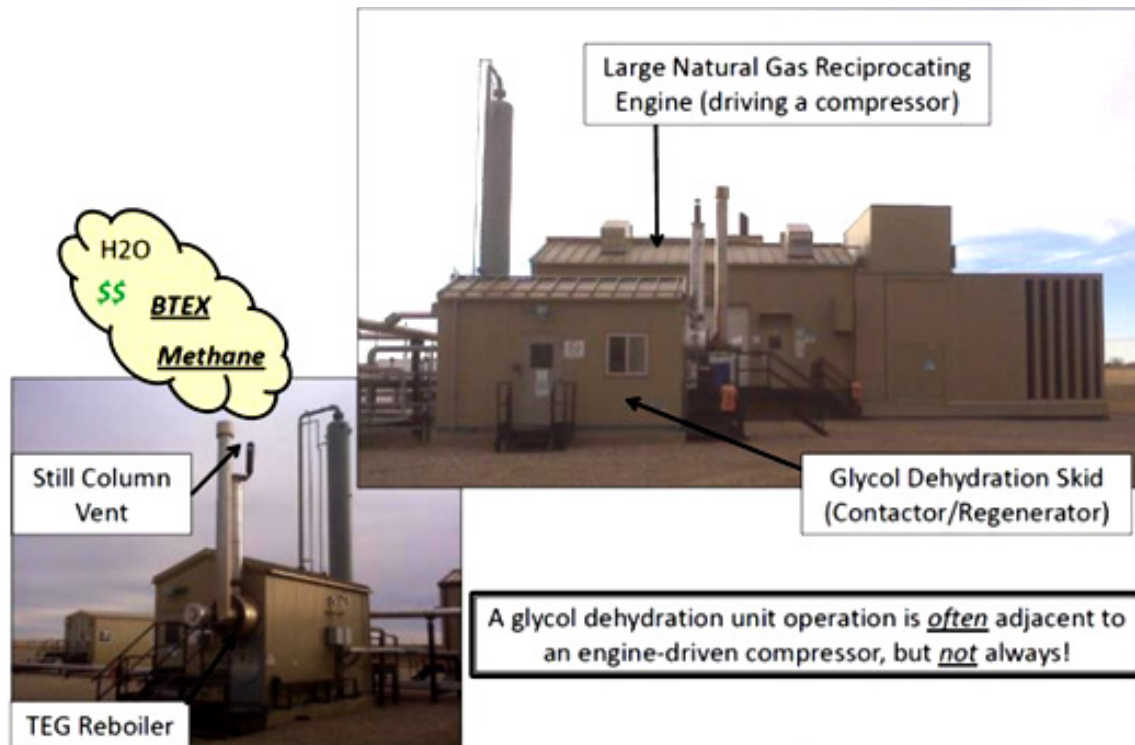 Large Natural Gas Reciprocating
Engine (driving a compressor)
H2O
$$
BTEX
Methane
Still Column
Vent
Glycol Dehydration Skid
(Contactor/Regenerator)
A glycol dehydration unit operation is often adjacent to
an engine-driven compressor, but not always!
TEG Reboiler